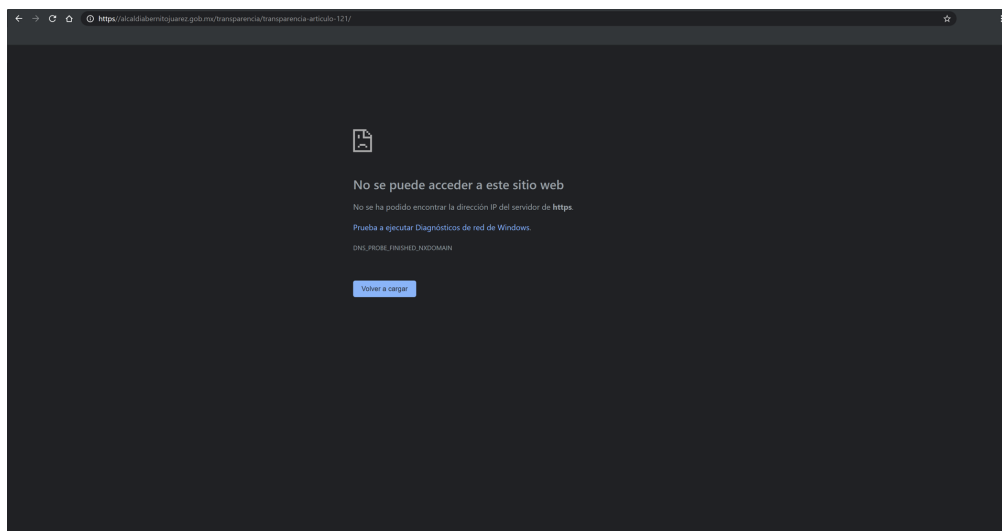 https//alcaldiabernitojuarez.gob.mx/transparencia/transparencia-articulo-121/
No se puede acceder a este sitio web
No se ha podido encontrar la dirección IP del servidor de https.
Prueba a ejecutar Diagnósticos de red de Windows.
DNS_PROBE_FINISHED_NXDOMAIN
Volver a cargar